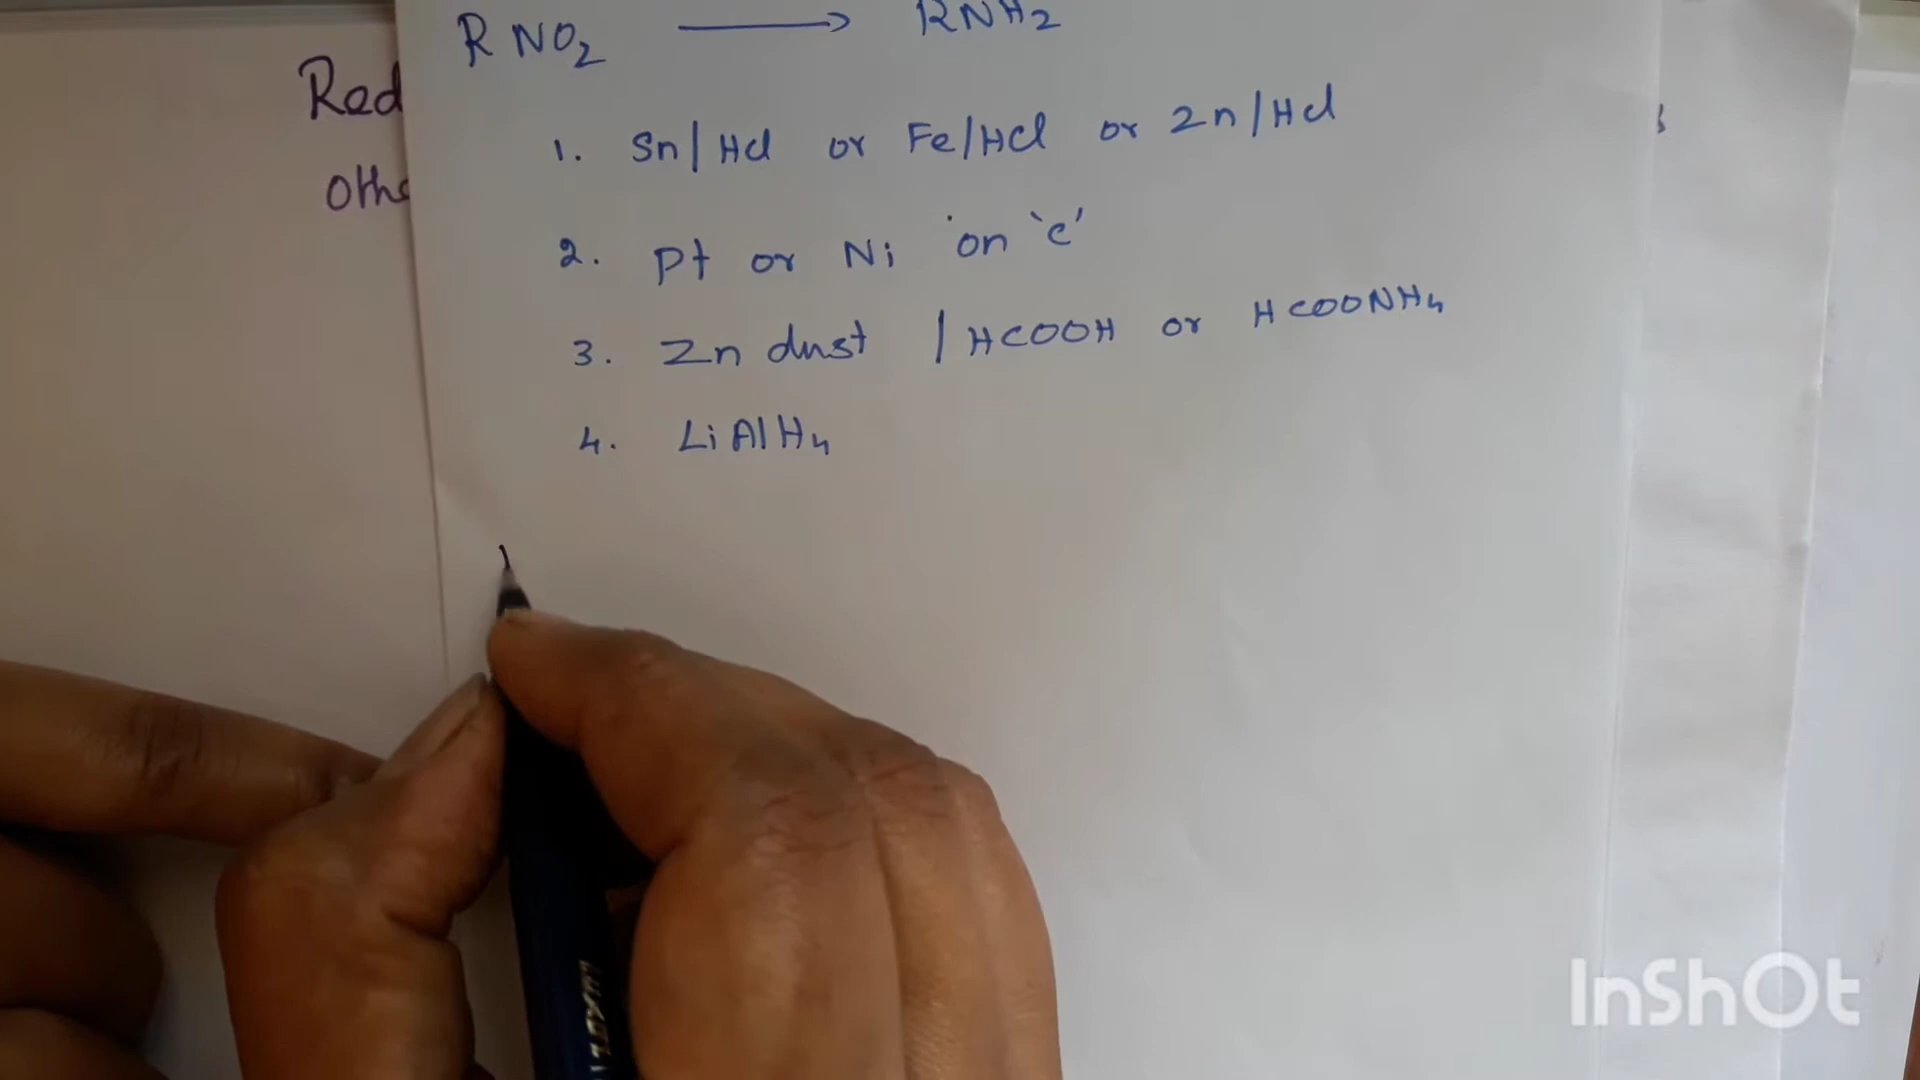 R NO₂ ⟶ RNH₂
Red
Othe
1. Sn/HCl or Fe/HCl or Zn/HCl
2. Pt or Ni on 'C'
3. Zn dust / HCOOH or HCOONH₄
4. LiAlH₄
InShOt